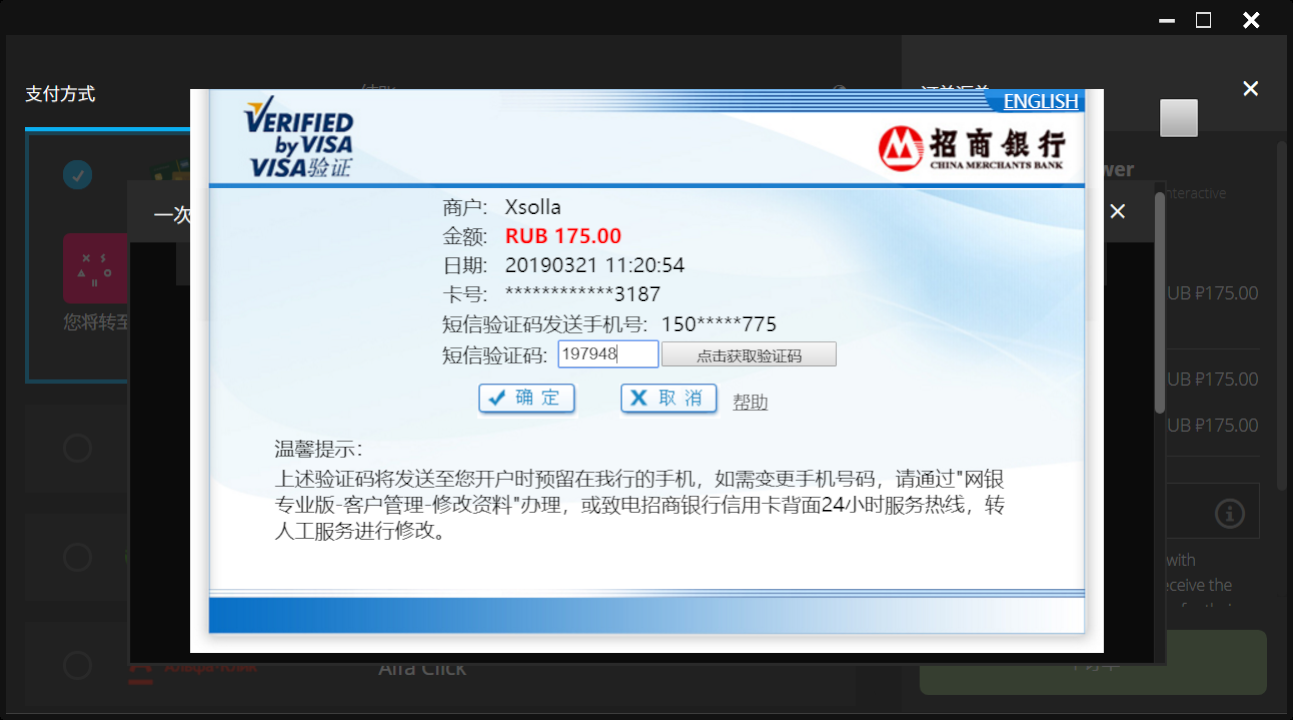 支付方式
ENGLISH
VERIFIED
by VISA
VISA验证
招商银行
CHINA MERCHANTS BANK
商户: Xsolla
金额: RUB 175.00
日期: 20190321 11:20:54
卡号: ************3187
短信验证码发送手机号: 150*****775
短信验证码: 197948 点击获取验证码
确 定 取 消 帮助
温馨提示:
上述验证码将发送至您开户时预留在我行的手机，如需变更手机号码，请通过"网银
专业版-客户管理-修改资料"办理，或致电招商银行信用卡背面24小时服务热线，转
人工服务进行修改。
一次
您将转至
Alfa Click
wer
nteractive
UB ₽175.00
UB ₽175.00
UB ₽175.00
with
eceive the